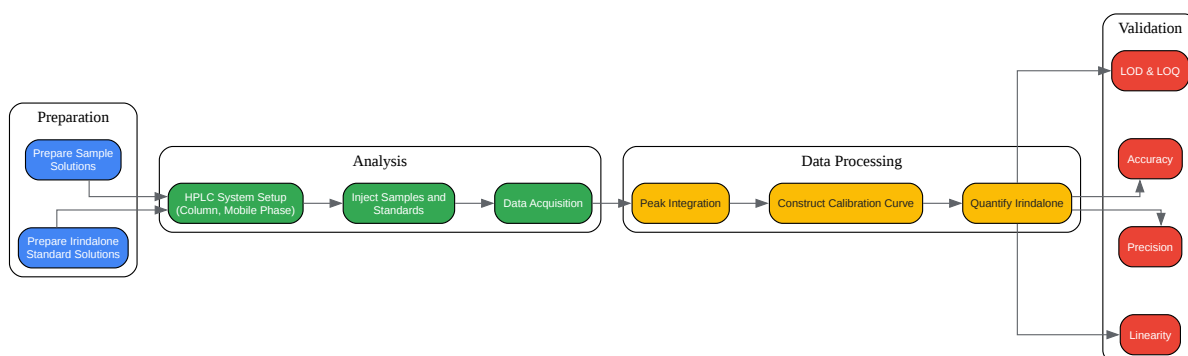 Preparation
Prepare Sample
Solutions
Prepare Irindalone
Standard Solutions
Analysis
HPLC System Setup
(Column, Mobile Phase)
Inject Samples and
Standards
Data Acquisition
Data Processing
Peak Integration
Construct Calibration Curve
Quantify Irindalone
Validation
LOD & LOQ
Accuracy
Precision
Linearity